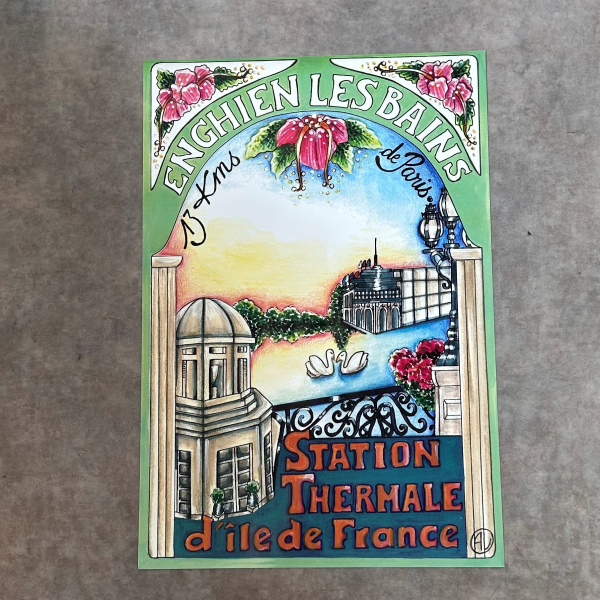 ENGHIEN LES BAINS
13 Kms
de Paris.
STATION
THERMALE
d'île de France